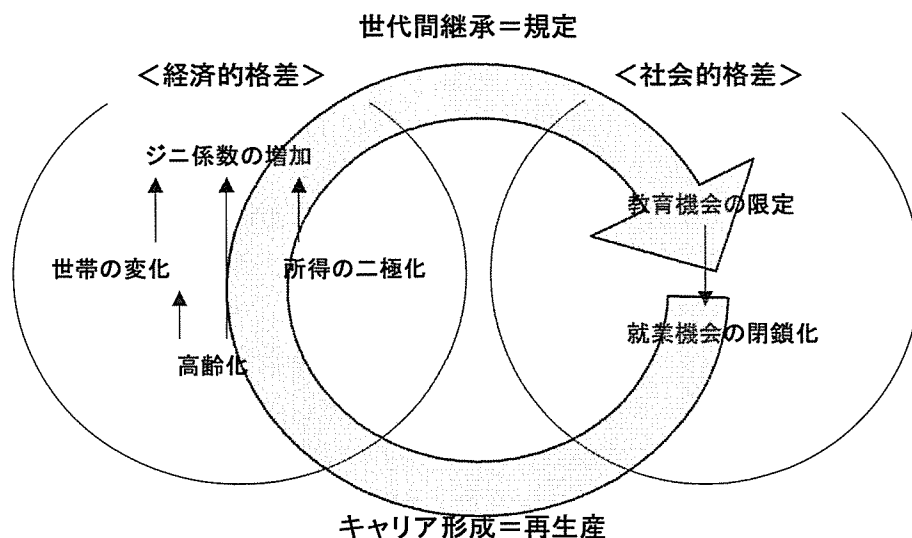 世代間継承=規定
<経済的格差>
<社会的格差>
ジニ係数の増加
教育機会の限定
世帯の変化
所得の二極化
就業機会の閉鎖化
高齢化
キャリア形成=再生産